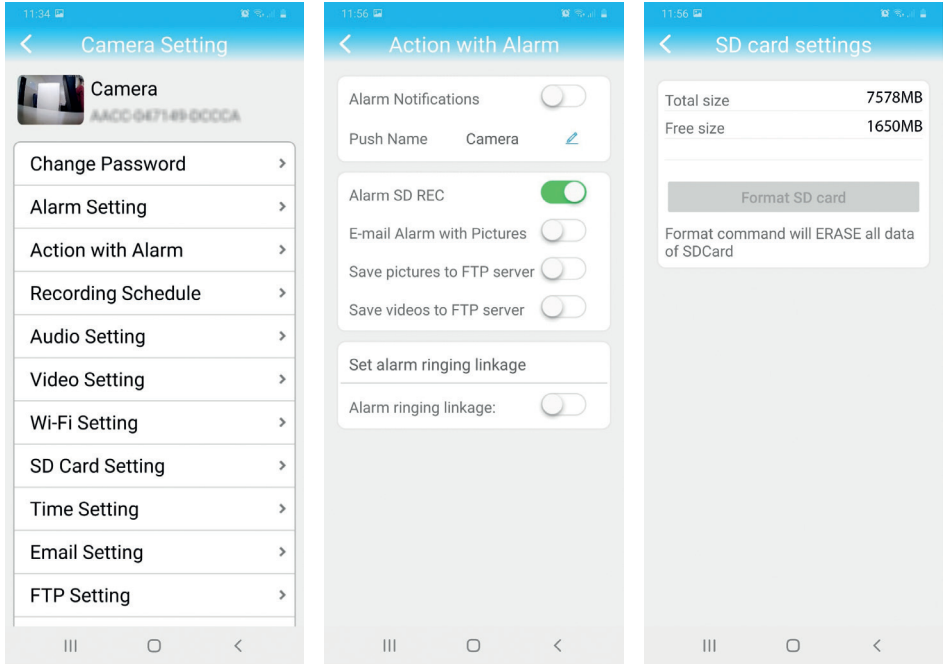 11:34
Camera Setting
Camera
AACC-047149-DCCCA
Change Password
Alarm Setting
Action with Alarm
Recording Schedule
Audio Setting
Video Setting
Wi-Fi Setting
SD Card Setting
Time Setting
Email Setting
FTP Setting
11:56
Action with Alarm
Alarm Notifications
Push Name Camera
Alarm SD REC
E-mail Alarm with Pictures
Save pictures to FTP server
Save videos to FTP server
Set alarm ringing linkage
Alarm ringing linkage:
11:56
SD card settings
Total size 7578MB
Free size 1650MB
Format SD card
Format command will ERASE all data
of SDCard